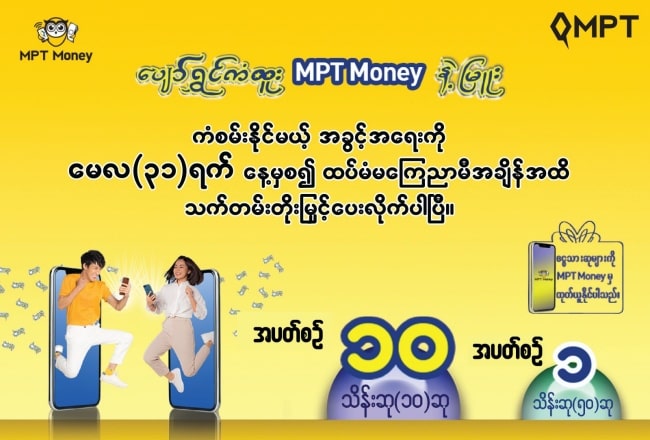 MPT Money
MPT
ပျော်ရွှင်ကံထူး MPT Money နဲ့မြူး
ကံစမ်းနိုင်မယ့် အခွင့်အရေးကို
မေလ(၃၁)ရက် နေ့မှစ၍ ထပ်မံမကြေညာမီအချိန်အထိ
သက်တမ်းတိုးမြှင့်ပေးလိုက်ပါပြီ။
ငွေသားဆုများကို
MPT Money မှ
ထုတ်ယူနိုင်ပါသည်။
MPT Money
အပတ်စဉ် ၁၀
သိန်းဆု(၁၀)ဆု
အပတ်စဉ် ၁
သိန်းဆု(၅၀)ဆု